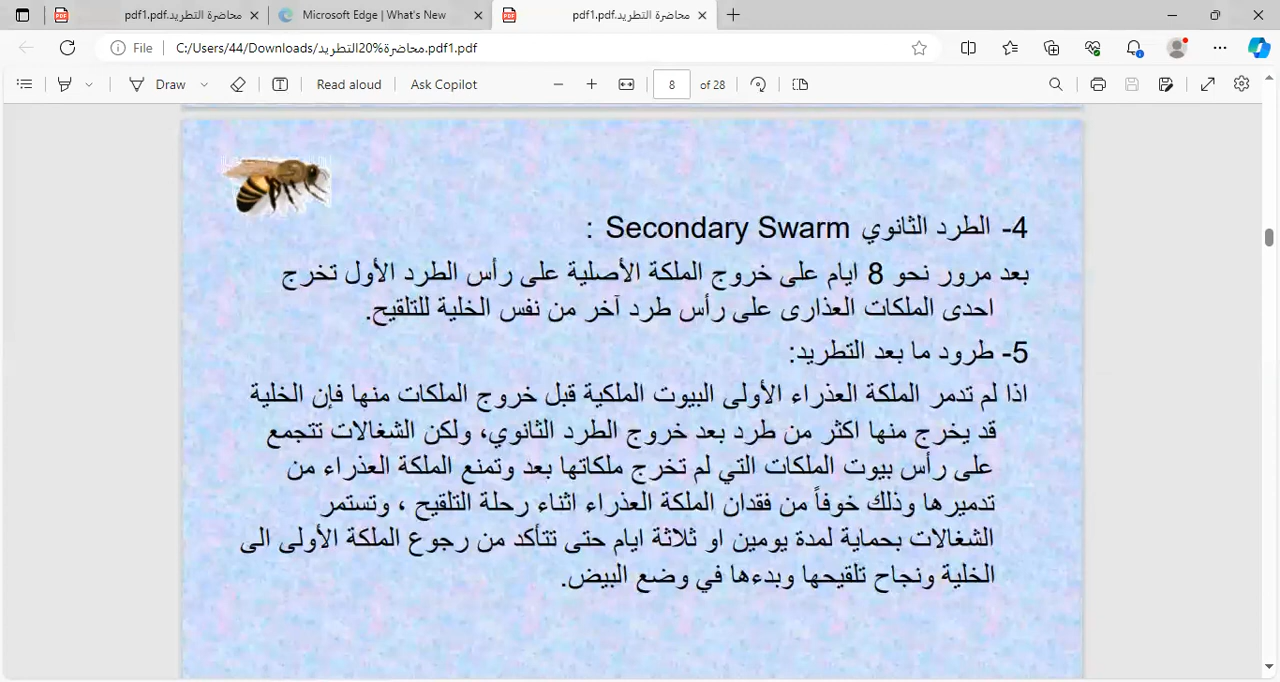 محاضرة التطريد.pdf1.pdf
Microsoft Edge | What's New
محاضرة التطريد.pdf1.pdf
File C:/Users/44/Downloads/محاضرة%20التطريد.pdf1.pdf
Draw Read aloud Ask Copilot 8 of 28
4- الطرد الثانوي Secondary Swarm :
بعد مرور نحو 8 ايام على خروج الملكة الأصلية على رأس الطرد الأول تخرج
احدى الملكات العذارى على رأس طرد آخر من نفس الخلية للتلقيح.
5- طرود ما بعد التطريد:
اذا لم تدمر الملكة العذراء الأولى البيوت الملكية قبل خروج الملكات منها فإن الخلية
قد يخرج منها اكثر من طرد بعد خروج الطرد الثانوي، ولكن الشغالات تتجمع
على رأس بيوت الملكات التي لم تخرج ملكاتها بعد وتمنع الملكة العذراء من
تدميرها وذلك خوفاً من فقدان الملكة العذراء اثناء رحلة التلقيح ، وتستمر
الشغالات بحماية لمدة يومين او ثلاثة ايام حتى تتأكد من رجوع الملكة الأولى الى
الخلية ونجاح تلقيحها وبدءها في وضع البيض.